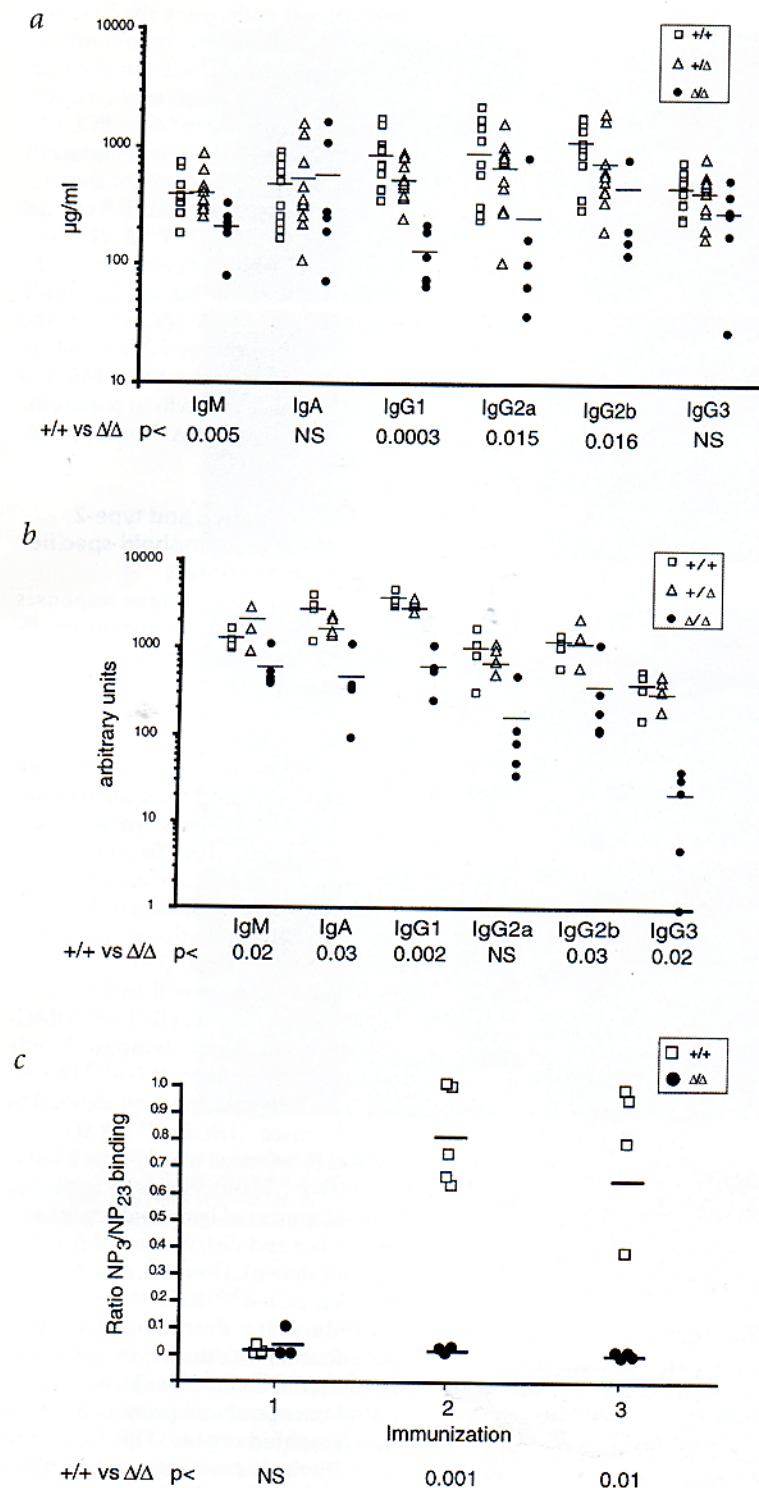 a
10000
1000
100
10
µg/ml
+/+
+/Δ
Δ/Δ
IgM IgA IgG1 IgG2a IgG2b IgG3
+/+ vs Δ/Δ p< 0.005 NS 0.0003 0.015 0.016 NS
b
10000
1000
100
10
1
arbitrary units
+/+
+/Δ
Δ/Δ
IgM IgA IgG1 IgG2a IgG2b IgG3
+/+ vs Δ/Δ p< 0.02 0.03 0.002 NS 0.03 0.02
c
+/+
Δ/Δ
1.0
0.9
0.8
0.7
0.6
0.5
0.4
0.3
0.2
0.1
0
Ratio NP3/NP23 binding
1 2 3
Immunization
+/+ vs Δ/Δ p< NS 0.001 0.01